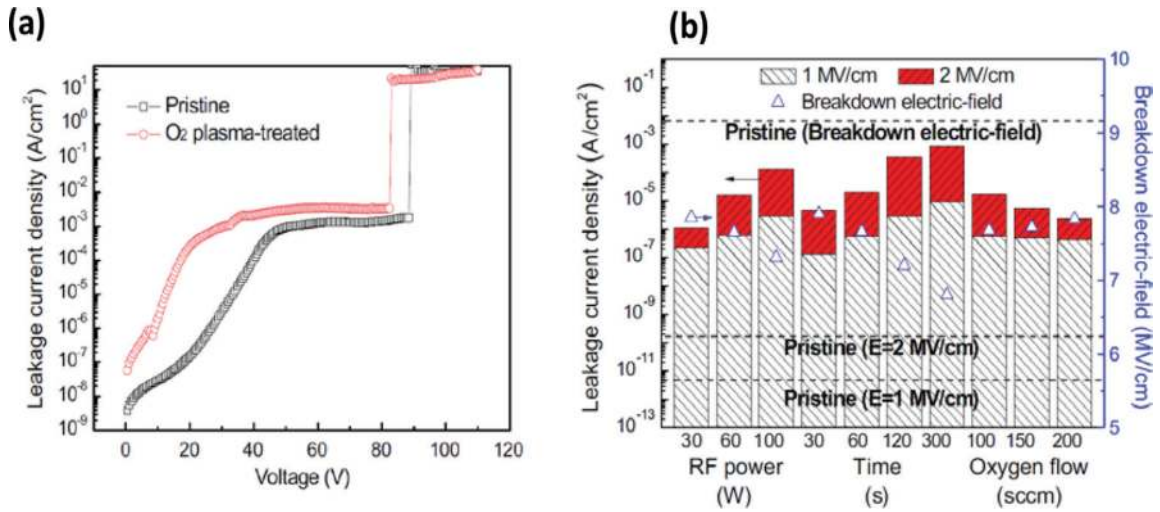 (a)
Leakage current density (A/cm²)
10¹
10⁰
10⁻¹
10⁻²
10⁻³
10⁻⁴
10⁻⁵
10⁻⁶
10⁻⁷
10⁻⁸
10⁻⁹
Pristine
O₂ plasma-treated
0 20 40 60 80 100 120
Voltage (V)
(b)
Leakage current density (A/cm²)
10⁻¹
10⁻³
10⁻⁵
10⁻⁷
10⁻⁹
10⁻¹¹
10⁻¹³
1 MV/cm 2 MV/cm
Breakdown electric-field
Pristine (Breakdown electric-field)
Pristine (E=2 MV/cm)
Pristine (E=1 MV/cm)
10
9
8
7
6
5
Breakdown electric-field (MV/cm)
30 60 100 30 60 120 300 100 150 200
RF power Time Oxygen flow
(W) (s) (sccm)